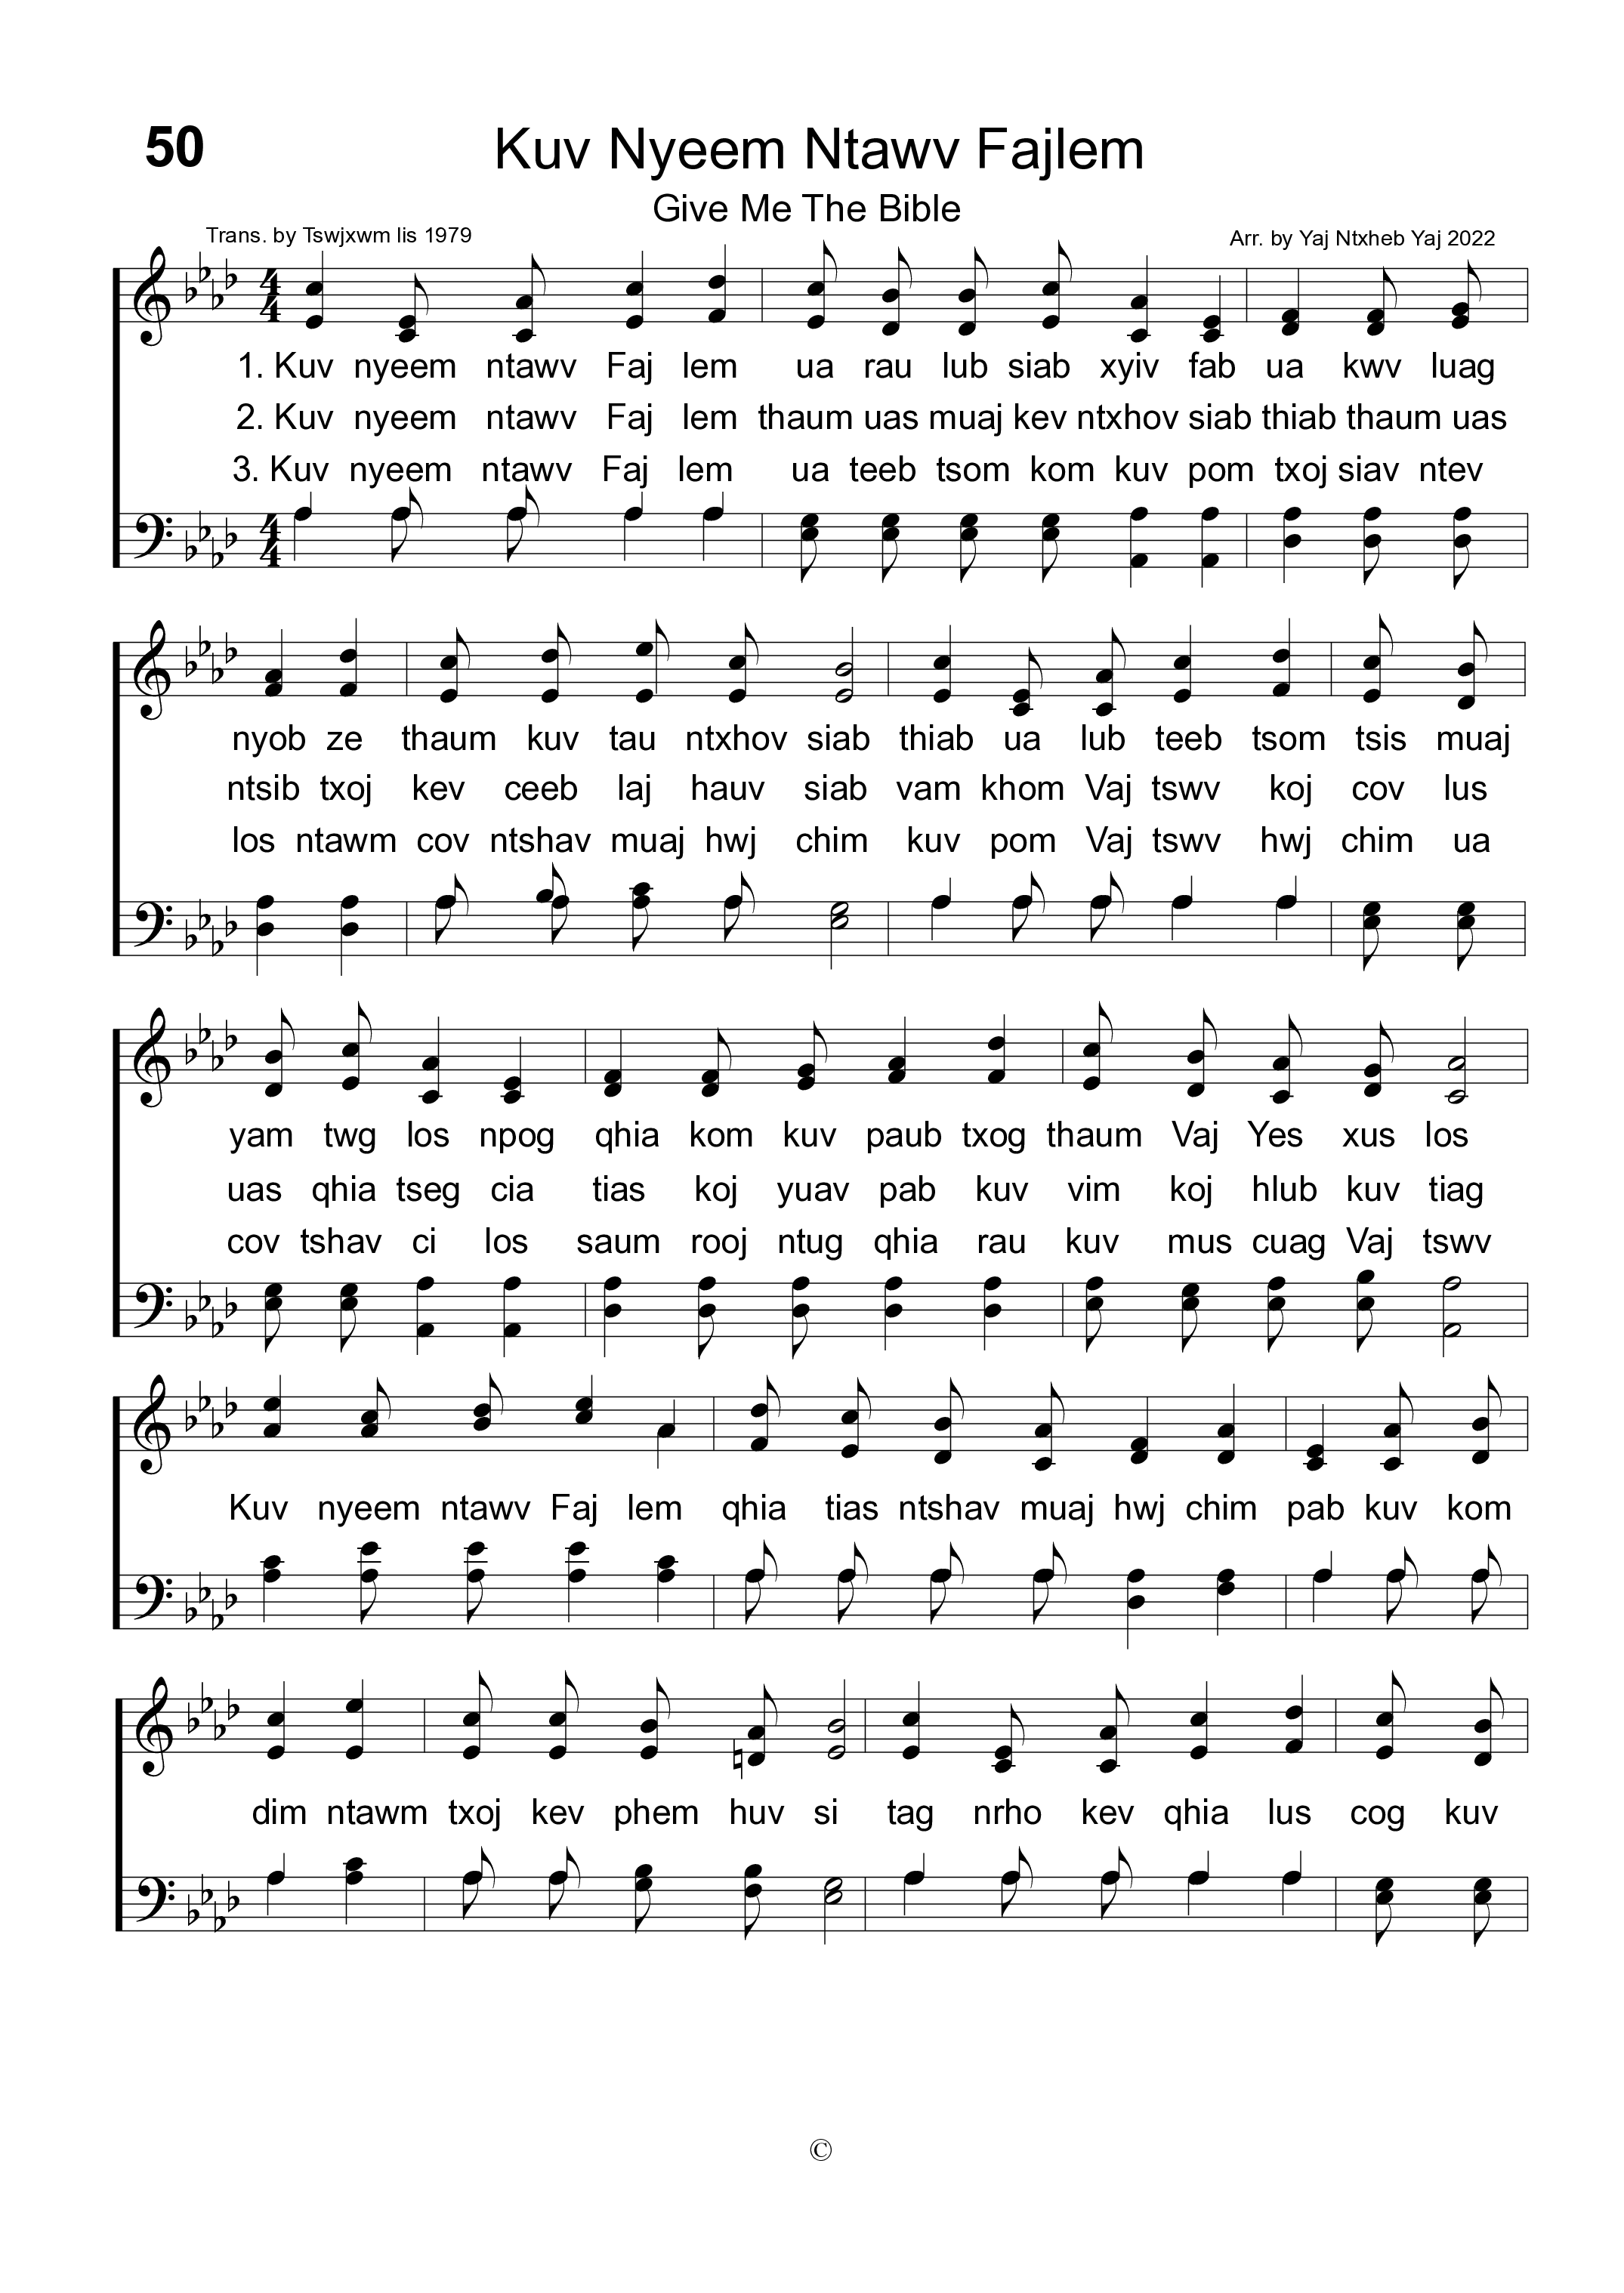 50
Kuv Nyeem Ntawv Fajlem
Give Me The Bible
Trans. by Tswjxwm lis 1979
Arr. by Yaj Ntxheb Yaj 2022
1. Kuv nyeem ntawv Faj lem ua rau lub siab xyiv fab ua kwv luag
2. Kuv nyeem ntawv Faj lem thaum uas muaj kev ntxhov siab thiab thaum uas
3. Kuv nyeem ntawv Faj lem ua teeb tsom kom kuv pom txoj siav ntev
nyob ze thaum kuv tau ntxhov siab thiab ua lub teeb tsom tsis muaj
ntsib txoj kev ceeb laj hauv siab vam khom Vaj tswv koj cov lus
los ntawm cov ntshav muaj hwj chim kuv pom Vaj tswv hwj chim ua
yam twg los npog qhia kom kuv paub txog thaum Vaj Yes xus los
uas qhia tseg cia tias koj yuav pab kuv vim koj hlub kuv tiag
cov tshav ci los saum rooj ntug qhia rau kuv mus cuag Vaj tswv
Kuv nyeem ntawv Faj lem qhia tias ntshav muaj hwj chim pab kuv kom
dim ntawm txoj kev phem huv si tag nrho kev qhia lus cog kuv
©